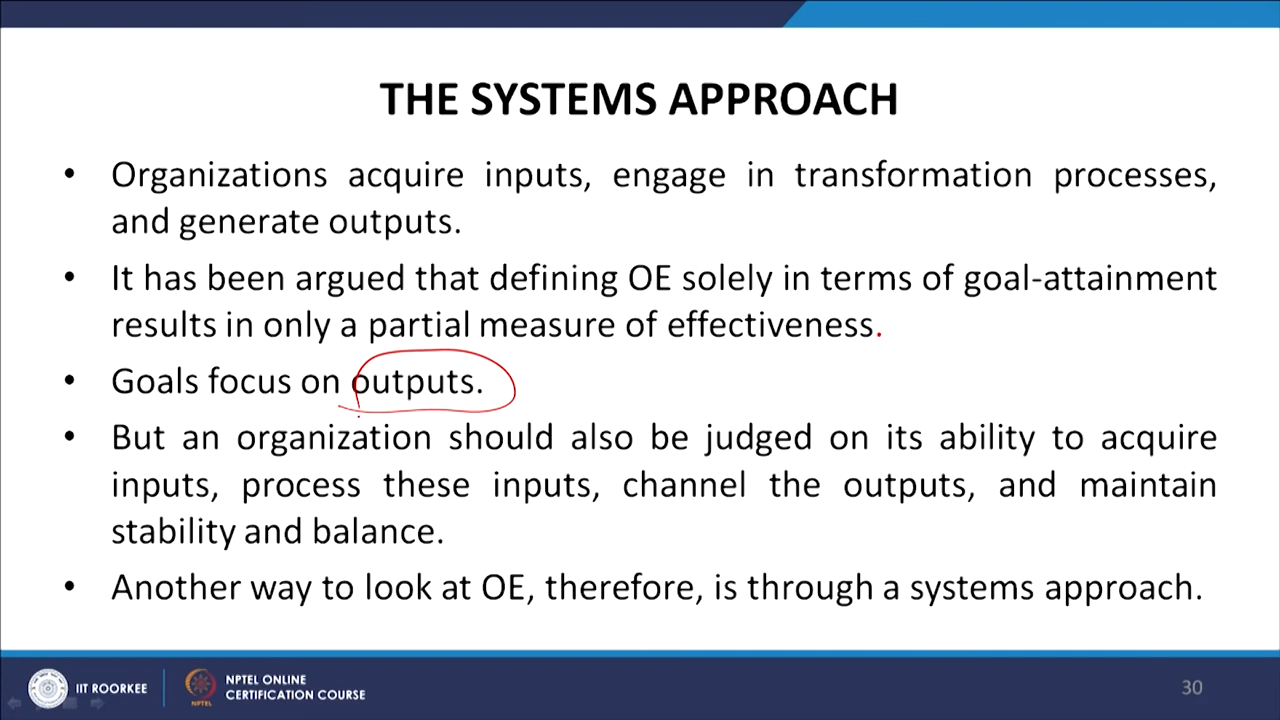 THE SYSTEMS APPROACH
• Organizations acquire inputs, engage in transformation processes,
and generate outputs.
• It has been argued that defining OE solely in terms of goal-attainment
results in only a partial measure of effectiveness.
• Goals focus on outputs.
• But an organization should also be judged on its ability to acquire
inputs, process these inputs, channel the outputs, and maintain
stability and balance.
• Another way to look at OE, therefore, is through a systems approach.
IIT ROORKEE
NPTEL
NPTEL ONLINE
CERTIFICATION COURSE
30